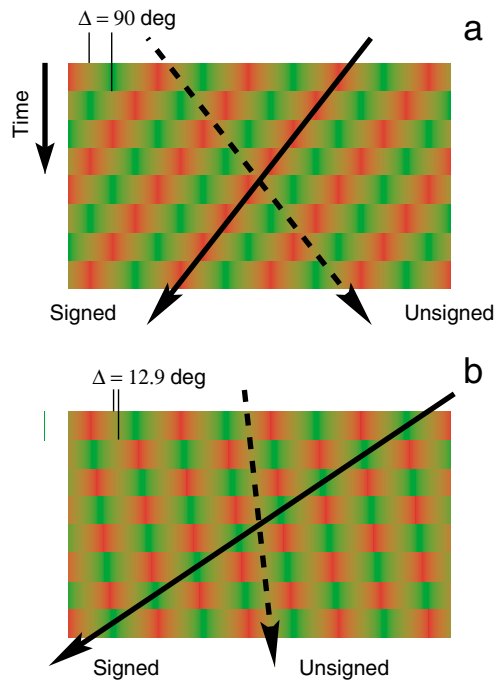 Δ = 90 deg
a
Time
Signed
Unsigned
b
Δ = 12.9 deg
Signed
Unsigned